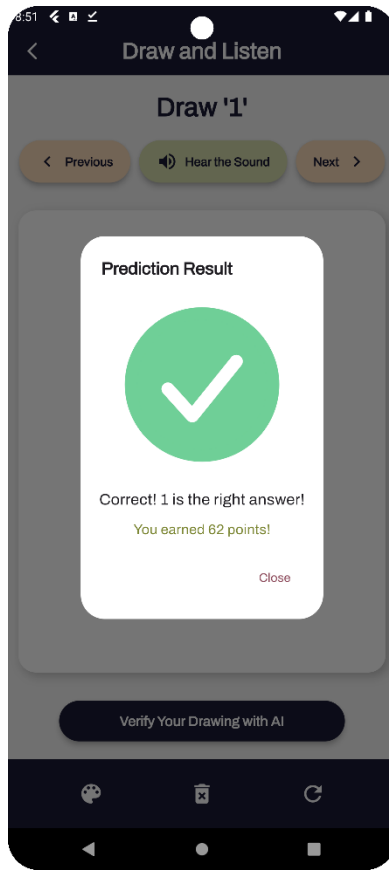 8:51
Draw and Listen
Draw '1'
Previous
Hear the Sound
Next
Prediction Result
Correct! 1 is the right answer!
You earned 62 points!
Close
Verify Your Drawing with AI